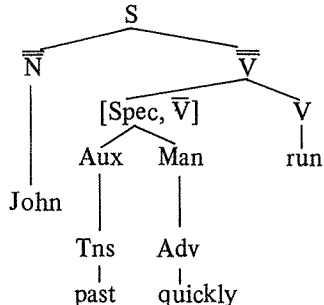 S
N̿ V̿
[Spec, V̅] V
Aux Man run
John
Tns Adv
past quickly